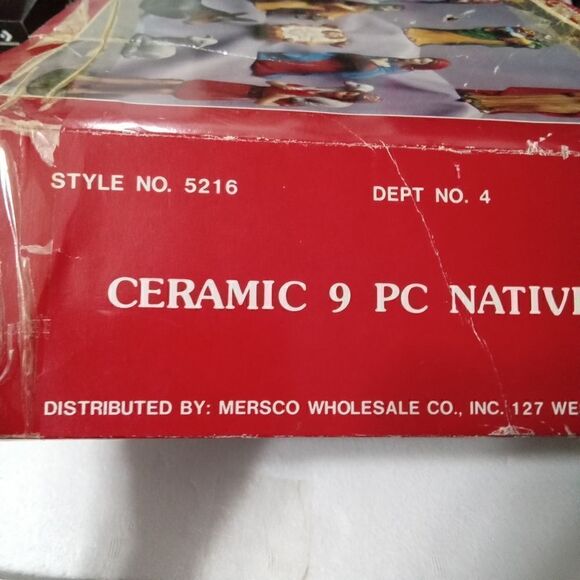 STYLE NO. 5216 DEPT NO. 4
CERAMIC 9 PC NATIVI
DISTRIBUTED BY: MERSCO WHOLESALE CO., INC. 127 WE